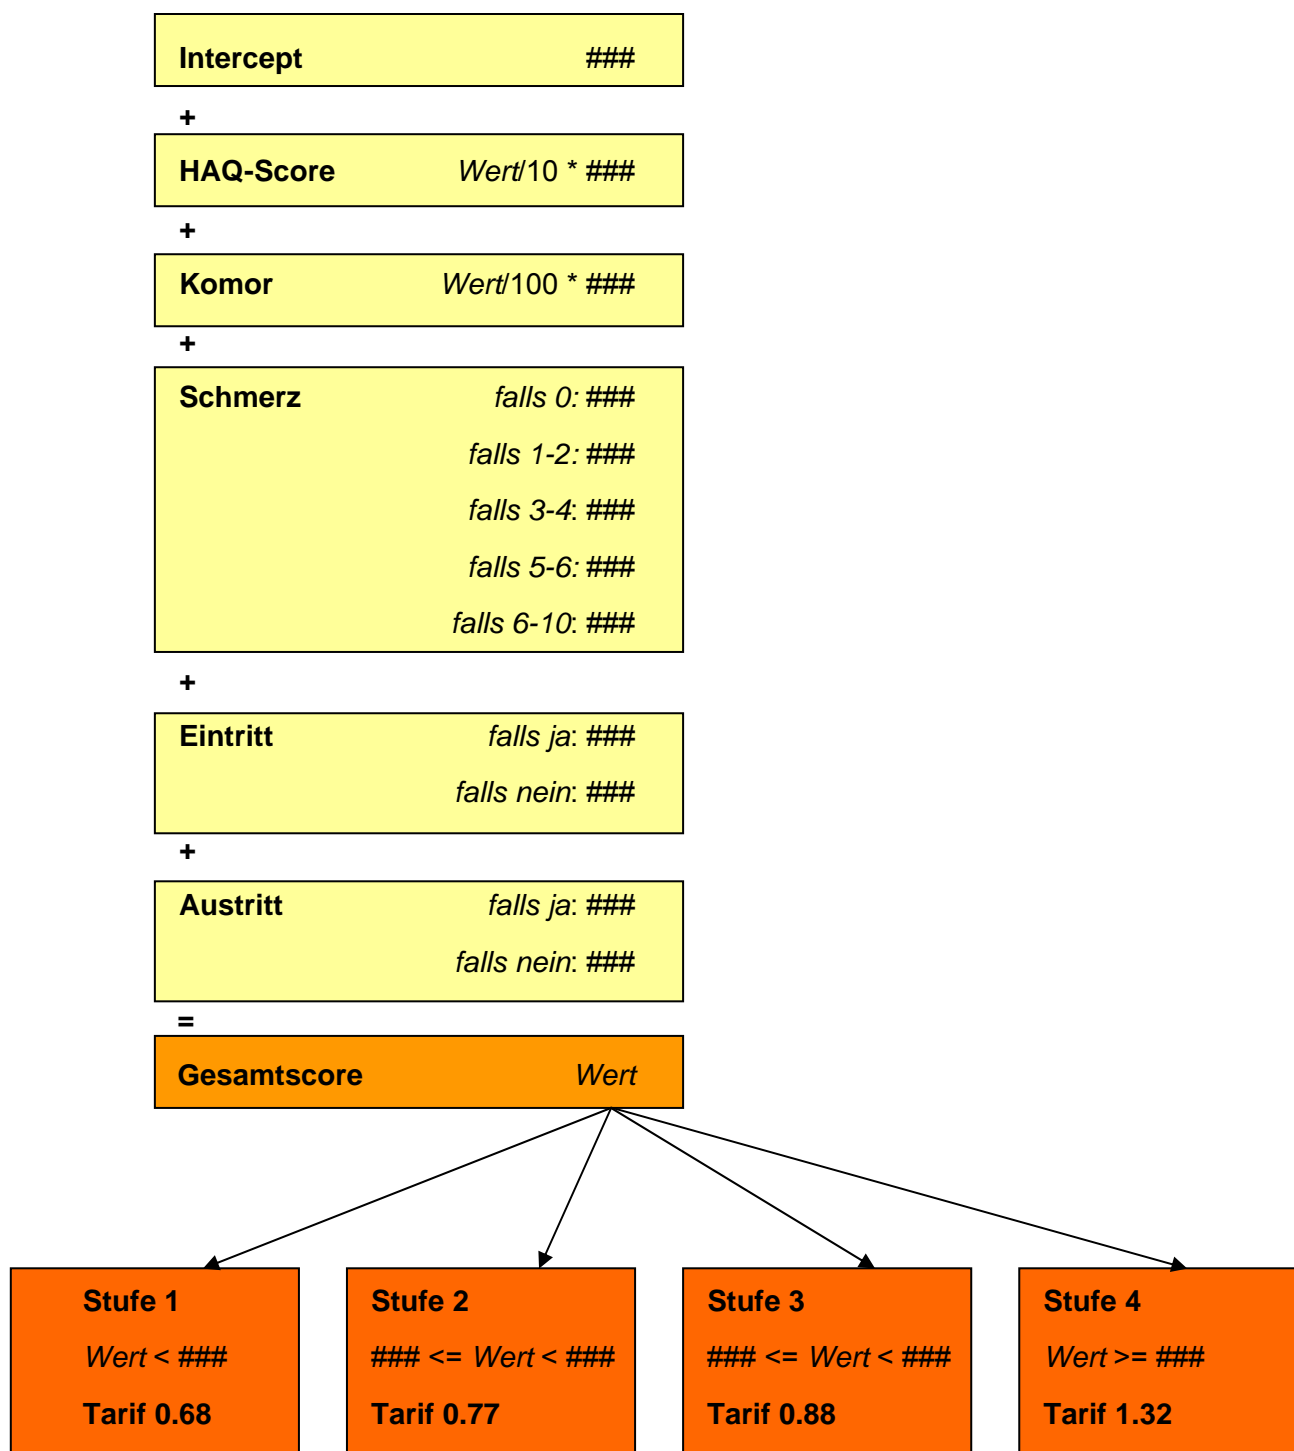 Intercept ###
+
HAQ-Score Wert/10 * ###
+
Komor Wert/100 * ###
+
Schmerz falls 0: ###
falls 1-2: ###
falls 3-4: ###
falls 5-6: ###
falls 6-10: ###
+
Eintritt falls ja: ###
falls nein: ###
+
Austritt falls ja: ###
falls nein: ###
=
Gesamtscore Wert
Stufe 1
Wert < ###
Tarif 0.68
Stufe 2
### <= Wert < ###
Tarif 0.77
Stufe 3
### <= Wert < ###
Tarif 0.88
Stufe 4
Wert >= ###
Tarif 1.32